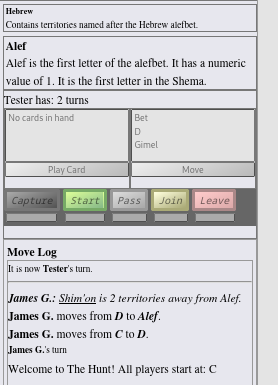 Hebrew
Contains territories named after the Hebrew alefbet.
Alef
Alef is the first letter of the alefbet. It has a numeric
value of 1. It is the first letter in the Shema.
Tester has: 2 turns
No cards in hand
Bet
D
Gimel
Play Card
Move
Capture
Start
Pass
Join
Leave
Move Log
It is now Tester's turn.
James G.: Shim'on is 2 territories away from Alef.
James G. moves from D to Alef.
James G. moves from C to D.
James G.'s turn
Welcome to The Hunt! All players start at: C